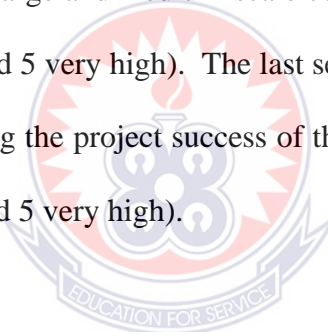 d 5 very high). The last se
g the project success of th
d 5 very high).
EDUCATION FOR SERVICE